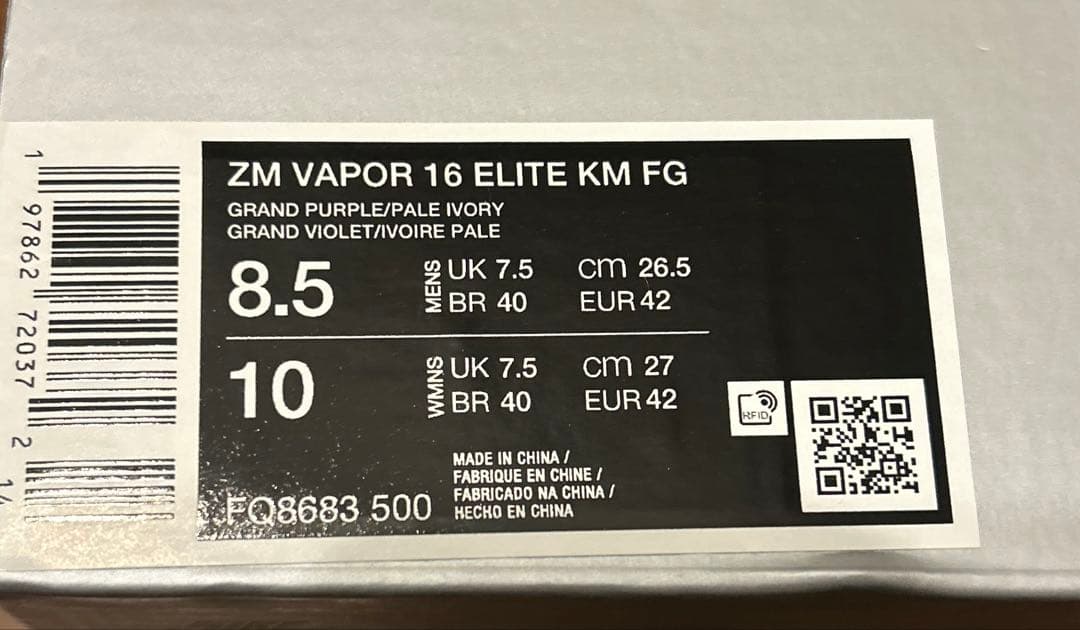 ZM VAPOR 16 ELITE KM FG
GRAND PURPLE/PALE IVORY
GRAND VIOLET/IVOIRE PALE
8.5 MENS UK 7.5 cm 26.5
BR 40 EUR 42
10 WMNS UK 7.5 cm 27
BR 40 EUR 42
RFID
MADE IN CHINA /
FABRIQUE EN CHINE /
FABRICADO NA CHINA /
HECHO EN CHINA
FQ8683 500
1 97862 72037 2